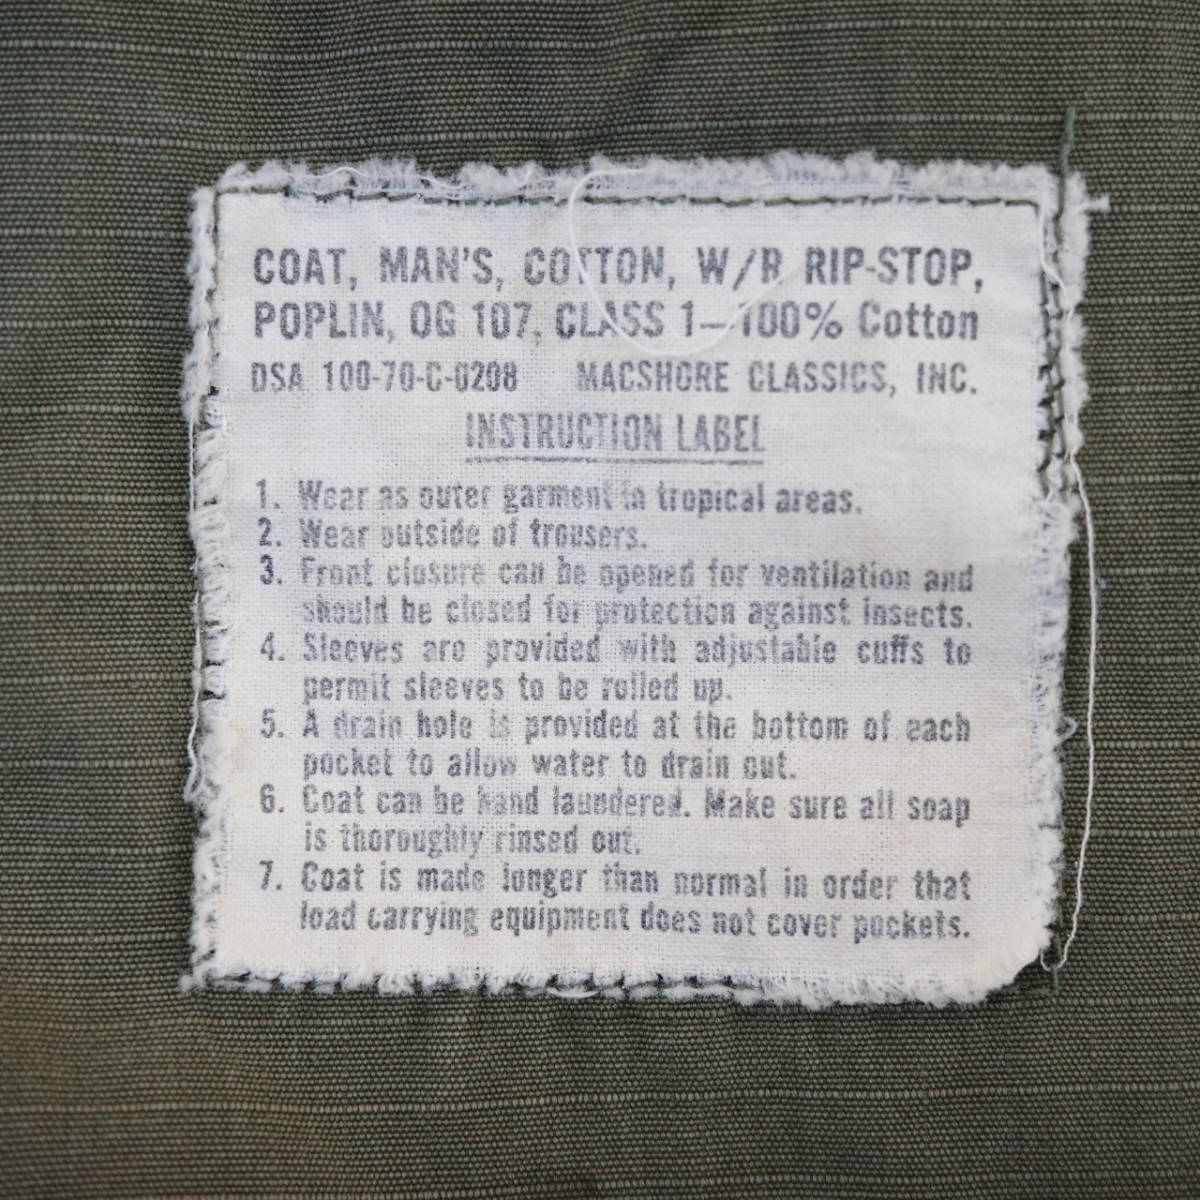 COAT, MAN'S, COTTON, W/R RIP-STOP,
POPLIN, OG 107, CLASS 1—100% Cotton
DSA 100-70-C-0208 MACSHORE CLASSICS, INC.
INSTRUCTION LABEL
1. Wear as outer garment in tropical areas.
2. Wear outside of trousers.
3. Front closure can be opened for ventilation and
should be closed for protection against insects.
4. Sleeves are provided with adjustable cuffs to
permit sleeves to be rolled up.
5. A drain hole is provided at the bottom of each
pocket to allow water to drain out.
6. Coat can be hand laundered. Make sure all soap
is thoroughly rinsed out.
7. Coat is made longer than normal in order that
load carrying equipment does not cover pockets.